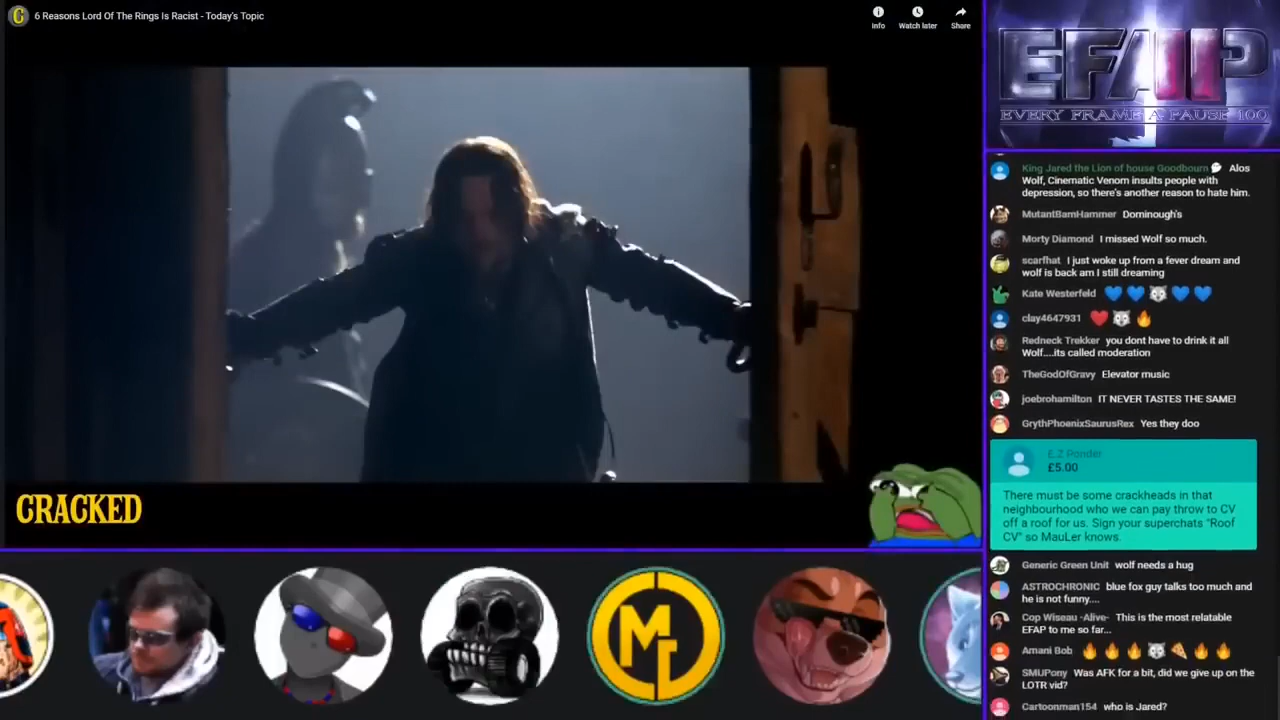 6 Reasons Lord Of The Rings Is Racist - Today's Topic
Info
Watch later
Share
CRACKED
EFAP
EVERY FRAME A PAUSE 100
King Jared the Lion of house Goodbourn Alos
Wolf, Cinematic Venom insults people with
depression, so there's another reason to hate him.
MutantBamHammer Dominough's
Morty Diamond I missed Wolf so much.
scarfhat I just woke up from a fever dream and
wolf is back am I still dreaming
Kate Westerfeld 💙💙🐺💙💙
clay4647931 ❤️🐺🔥
Redneck Trekker you dont have to drink it all
Wolf....its called moderation
TheGodOfGravy Elevator music
joebrohamilton IT NEVER TASTES THE SAME!
GrythPhoenixSaurusRex Yes they doo
E.Z Ponder
£5.00
There must be some crackheads in that
neighbourhood who we can pay throw to CV
off a roof for us. Sign your superchats "Roof
CV" so MauLer knows.
Generic Green Unit wolf needs a hug
ASTROCHRONIC blue fox guy talks too much and
he is not funny....
Cop Wiseau -Alive- This is the most relatable
EFAP to me so far...
Amani Bob 🔥🔥🔥🐺🍕🔥🔥
SMUPony Was AFK for a bit, did we give up on the
LOTR vid?
Cartoonman154 who is Jared?